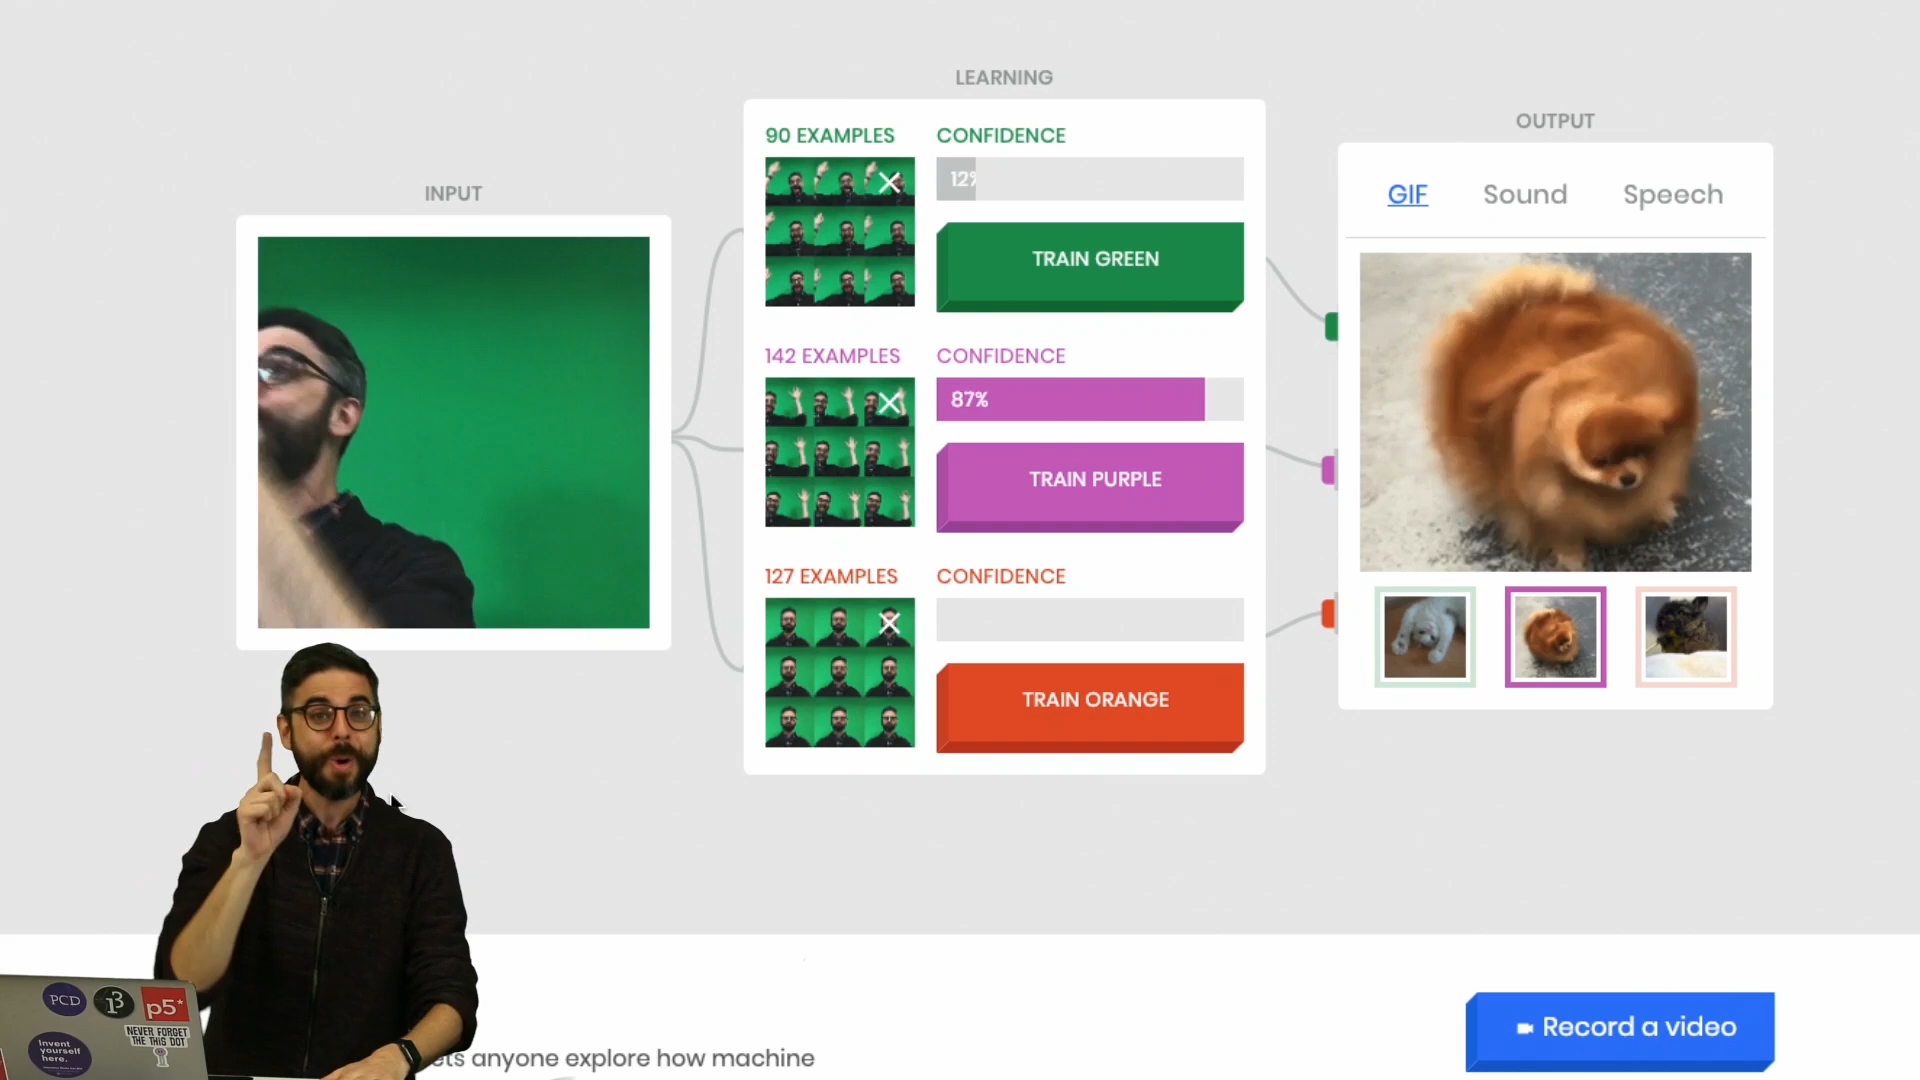 LEARNING
OUTPUT
INPUT
90 EXAMPLES
CONFIDENCE
12%
TRAIN GREEN
GIF
Sound
Speech
142 EXAMPLES
CONFIDENCE
87%
TRAIN PURPLE
127 EXAMPLES
CONFIDENCE
TRAIN ORANGE
PCD
p5*
NEVER FORGET
THE THIS DOT
Invent
yourself
here.
ets anyone explore how machine
Record a video